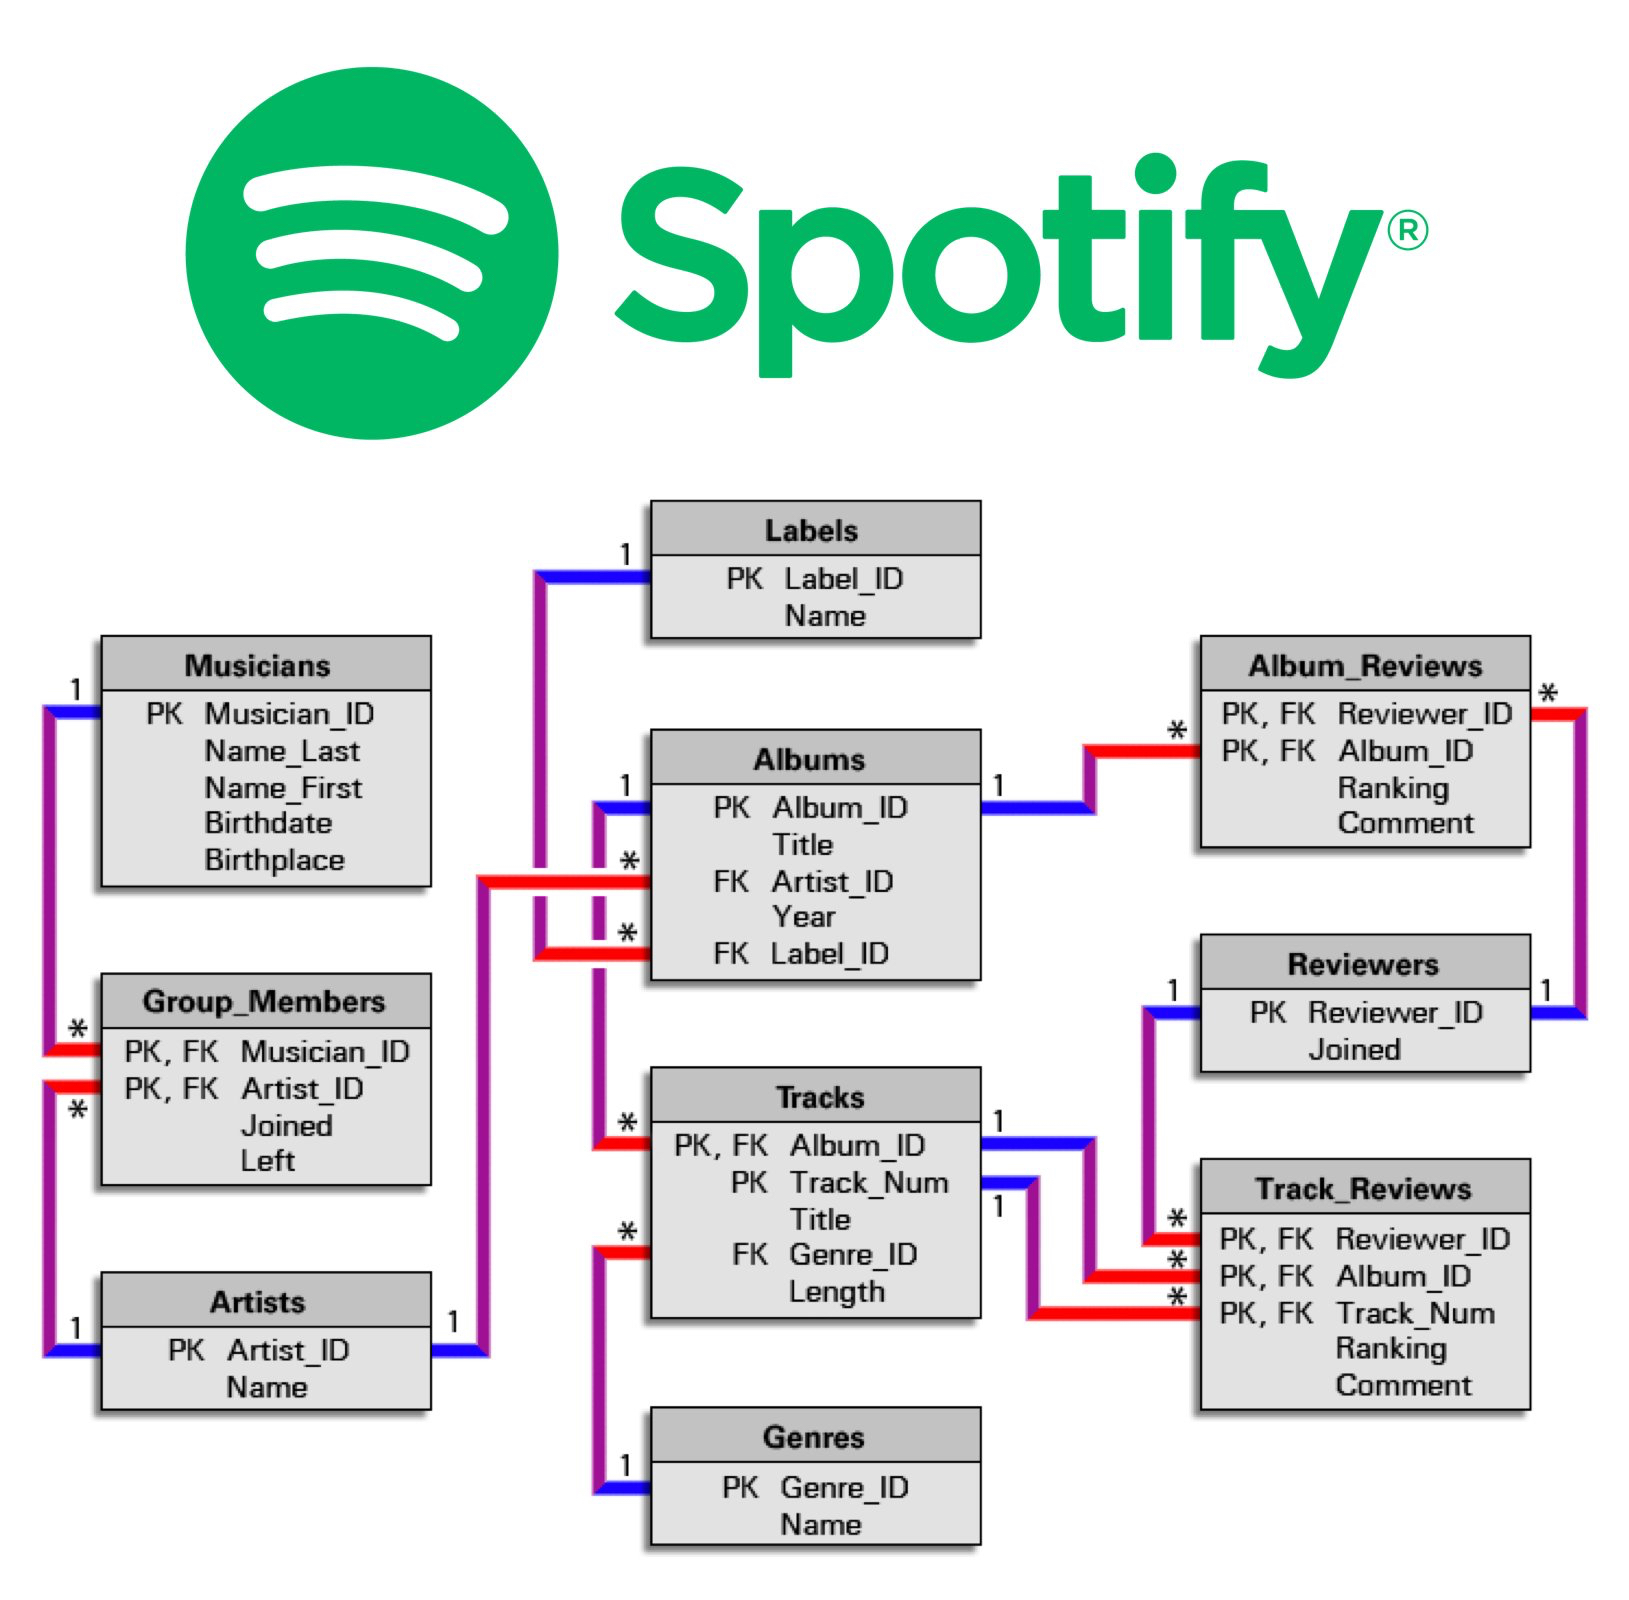 Spotify®
Labels
PK Label_ID
Name
Musicians
PK Musician_ID
Name_Last
Name_First
Birthdate
Birthplace
Album_Reviews
PK, FK Reviewer_ID
PK, FK Album_ID
Ranking
Comment
Albums
PK Album_ID
Title
FK Artist_ID
Year
FK Label_ID
Reviewers
PK Reviewer_ID
Joined
Group_Members
PK, FK Musician_ID
PK, FK Artist_ID
Joined
Left
Tracks
PK, FK Album_ID
PK Track_Num
Title
FK Genre_ID
Length
Track_Reviews
PK, FK Reviewer_ID
PK, FK Album_ID
PK, FK Track_Num
Ranking
Comment
Artists
PK Artist_ID
Name
Genres
PK Genre_ID
Name
1
1
*
*
1
1
1
*
*
1
*
*
1
1
*
1
1
*
1
1
*
*
*
1